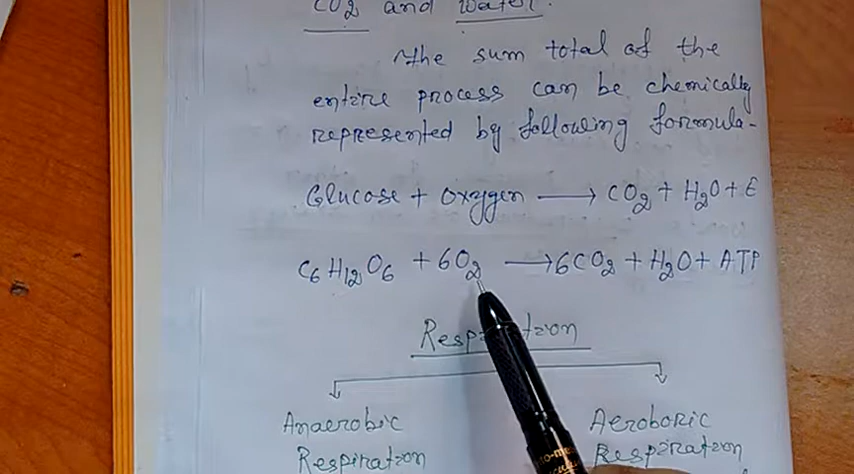 CO2 and Water.
The sum total of the
entire process can be chemically
represented by following formula-
Glucose + Oxygen → CO2 + H2O + E
C6H12O6 + 6O2 → 6CO2 + H2O + ATP
Respiration
Anaerobic Aeroboric
Respiration Respiration